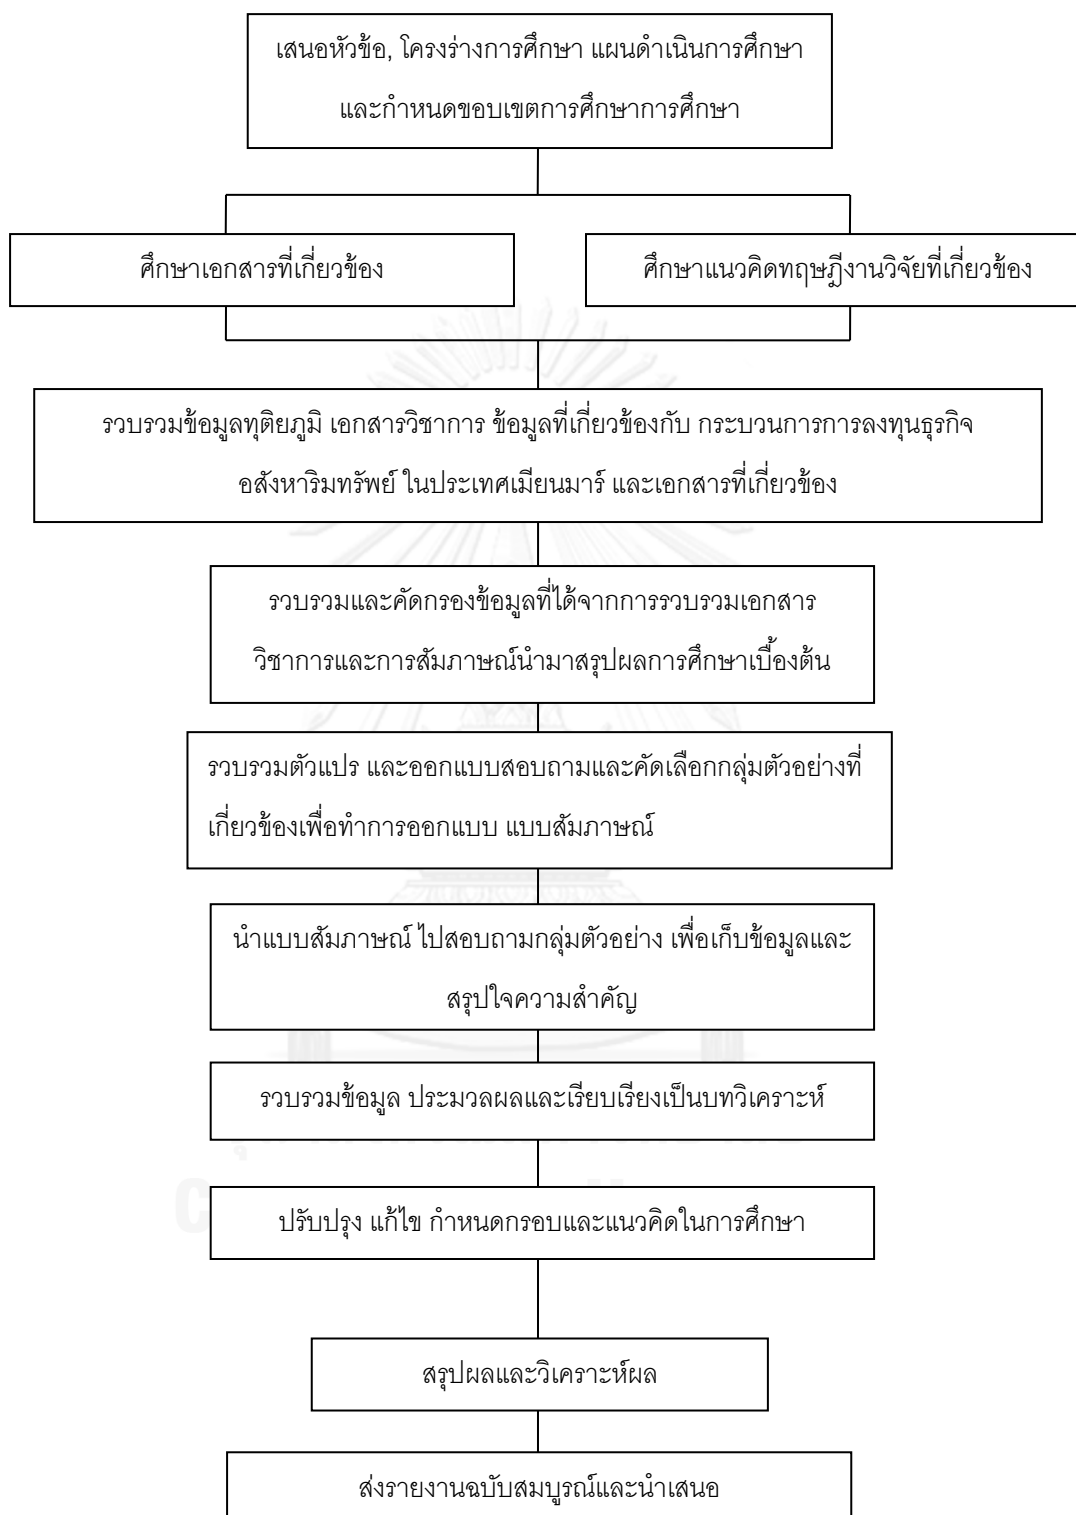 เสนอหัวข้อ, โครงร่างการศึกษา แผนดำเนินการศึกษา
และกำหนดขอบเขตการศึกษาการศึกษา
ศึกษาเอกสารที่เกี่ยวข้อง
ศึกษาแนวคิดทฤษฎีงานวิจัยที่เกี่ยวข้อง
รวบรวมข้อมูลทุติยภูมิ เอกสารวิชาการ ข้อมูลที่เกี่ยวข้องกับ กระบวนการการลงทุนธุรกิจ
อสังหาริมทรัพย์ ในประเทศเมียนมาร์ และเอกสารที่เกี่ยวข้อง
รวบรวมและคัดกรองข้อมูลที่ได้จากการรวบรวมเอกสาร
วิชาการและการสัมภาษณ์นำมาสรุปผลการศึกษาเบื้องต้น
รวบรวมตัวแปร และออกแบบสอบถามและคัดเลือกกลุ่มตัวอย่างที่
เกี่ยวข้องเพื่อทำการออกแบบ แบบสัมภาษณ์
นำแบบสัมภาษณ์ ไปสอบถามกลุ่มตัวอย่าง เพื่อเก็บข้อมูลและ
สรุปใจความสำคัญ
รวบรวมข้อมูล ประมวลผลและเรียบเรียงเป็นบทวิเคราะห์
ปรับปรุง แก้ไข กำหนดกรอบและแนวคิดในการศึกษา
สรุปผลและวิเคราะห์ผล
ส่งรายงานฉบับสมบูรณ์และนำเสนอ